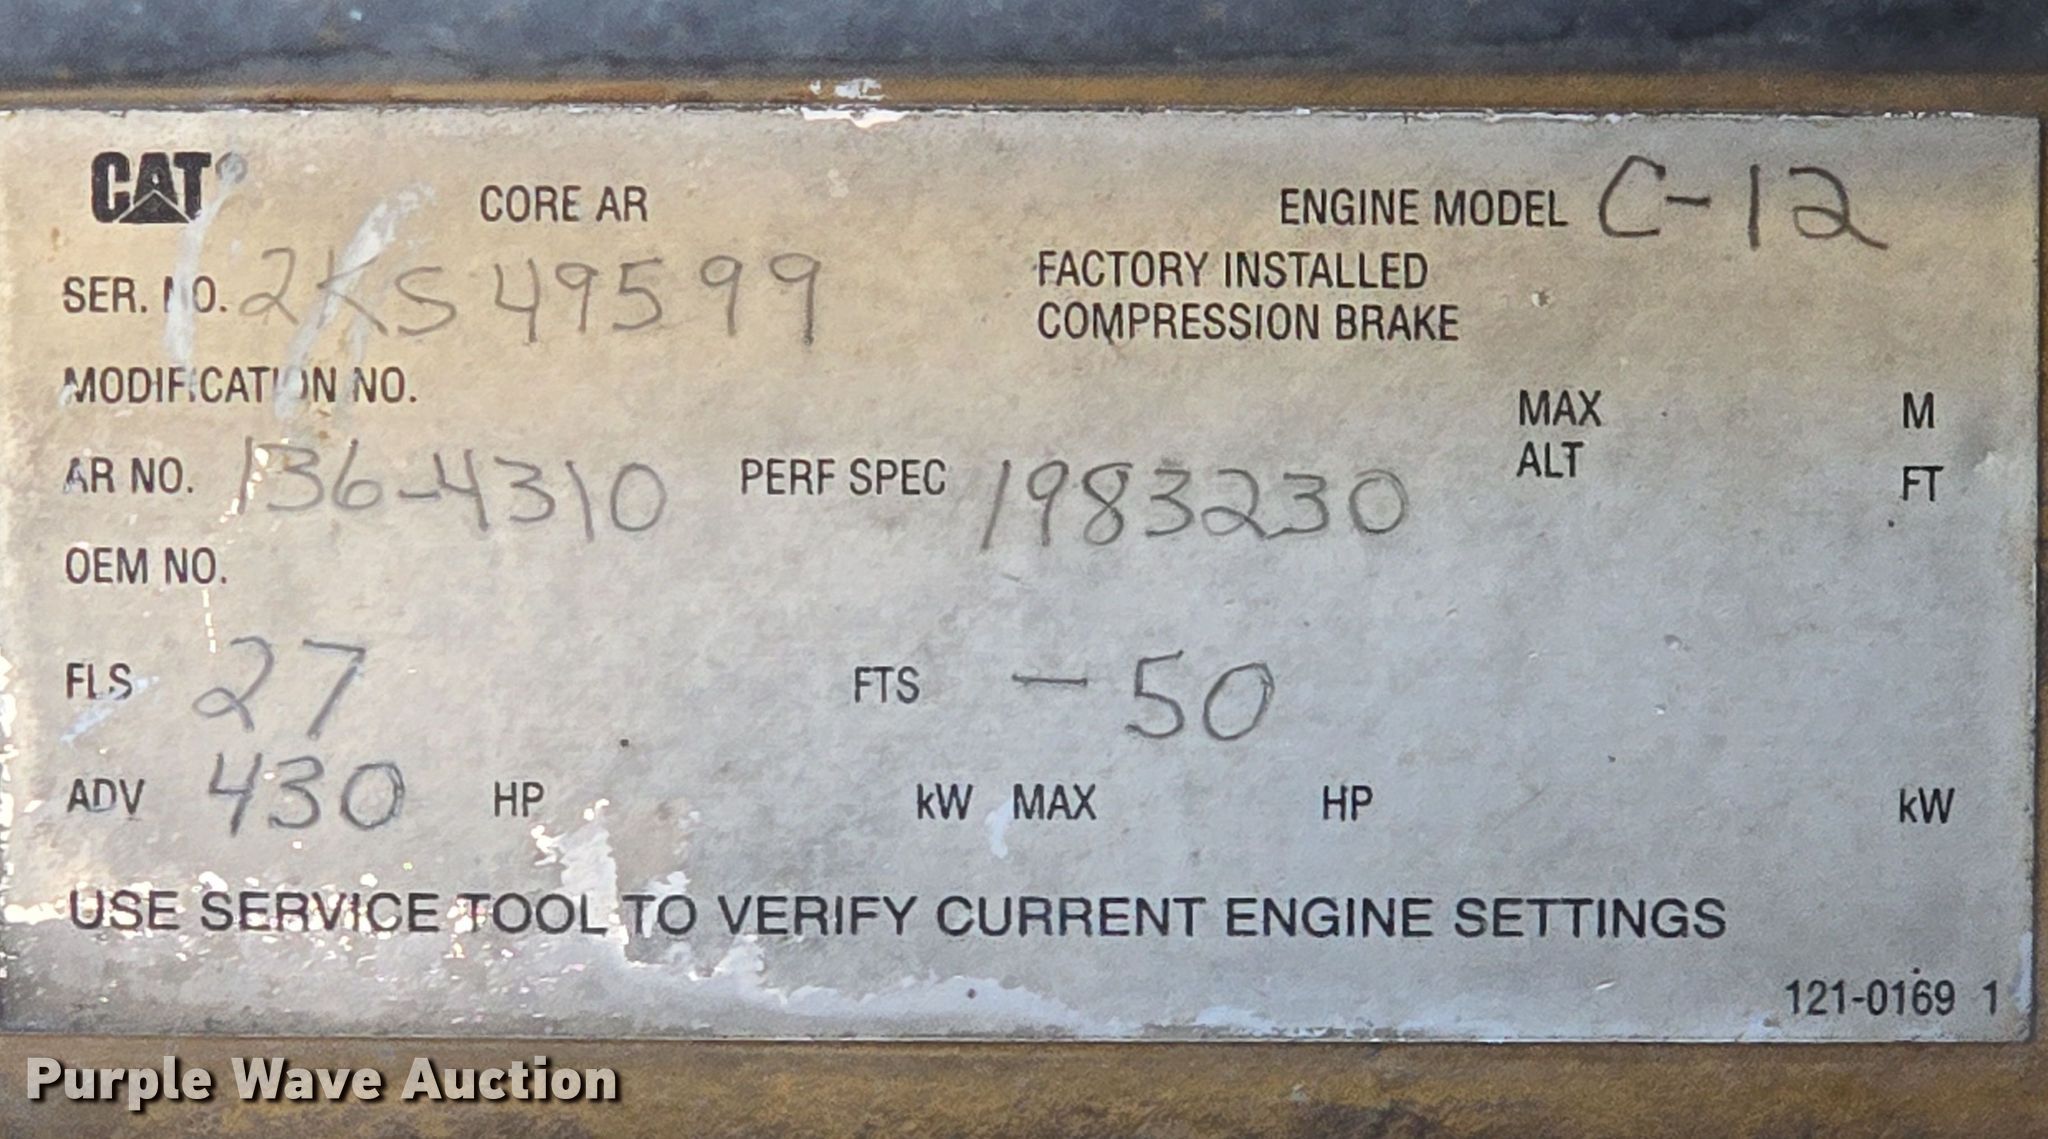 CAT®
CORE AR
ENGINE MODEL C-12
SER. NO. 2KS49599
FACTORY INSTALLED
COMPRESSION BRAKE
MODIFICATION NO.
MAX M
ALT FT
AR NO. 136-4310 PERF SPEC 1983230
OEM NO.
FLS 27 FTS -50
ADV 430 HP kW MAX HP kW
USE SERVICE TOOL TO VERIFY CURRENT ENGINE SETTINGS
121-0169 1
Purple Wave Auction